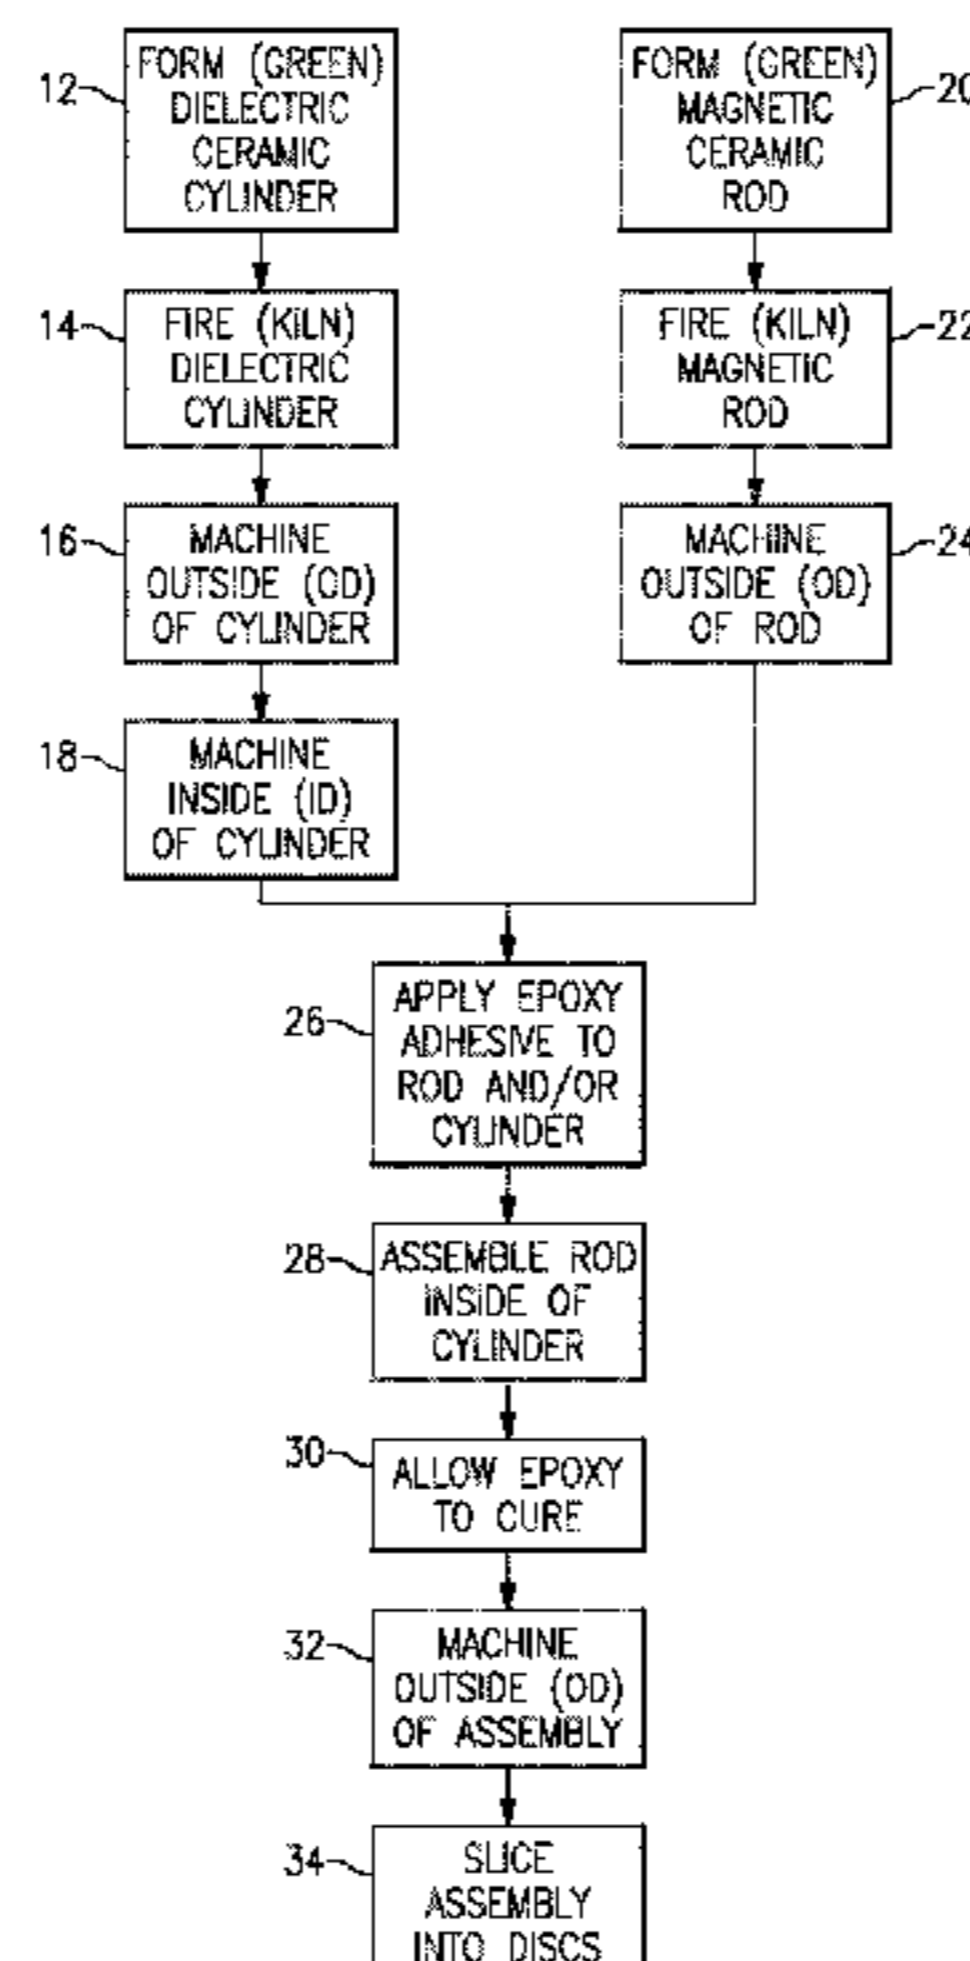 12
FORM (GREEN)
DIELECTRIC
CERAMIC
CYLINDER
FORM (GREEN)
MAGNETIC
CERAMIC
ROD
20
14
FIRE (KILN)
DIELECTRIC
CYLINDER
FIRE (KILN)
MAGNETIC
ROD
22
16
MACHINE
OUTSIDE (OD)
OF CYLINDER
MACHINE
OUTSIDE (OD)
OF ROD
24
18
MACHINE
INSIDE (ID)
OF CYLINDER
26
APPLY EPOXY
ADHESIVE TO
ROD AND/OR
CYLINDER
28
ASSEMBLE ROD
INSIDE OF
CYLINDER
30
ALLOW EPOXY
TO CURE
32
MACHINE
OUTSIDE (OD)
OF ASSEMBLY
34
SLICE
ASSEMBLY
INTO DISCS